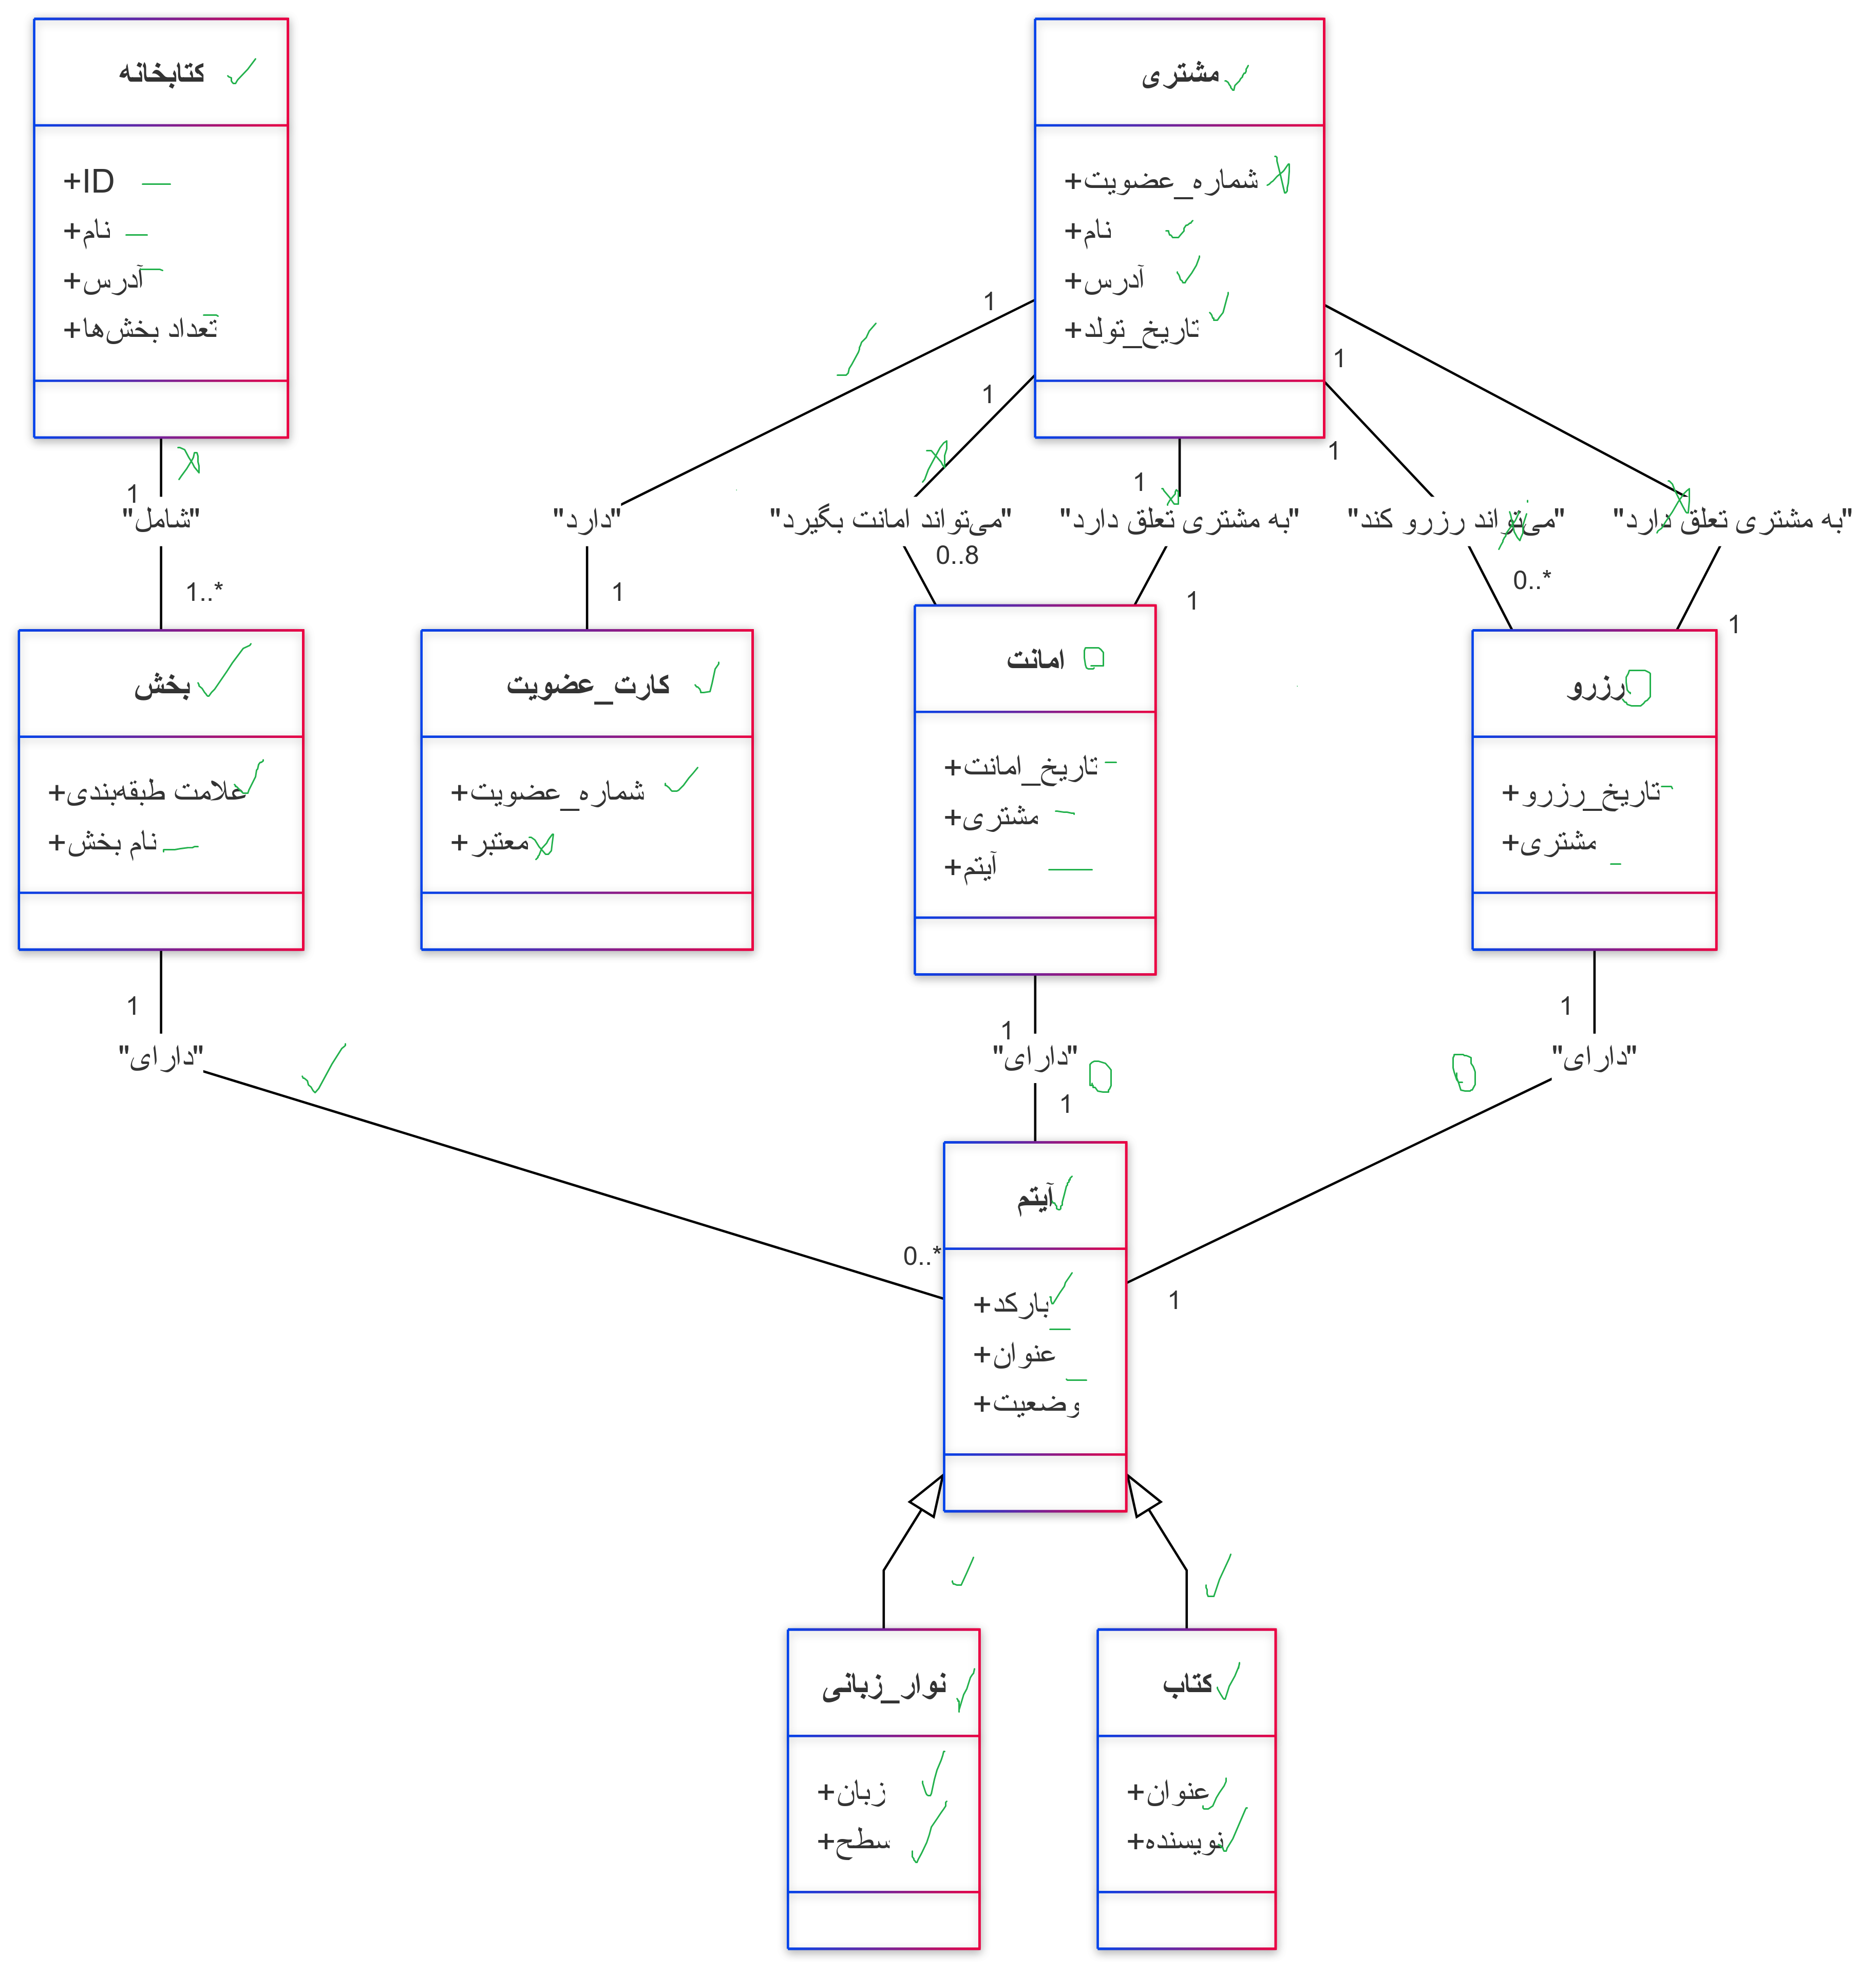 کتابخانه
+ID
+نام
+آدرس
+تعداد بخش‌ها
مشتری
+شماره_عضویت
+نام
+آدرس
+تاریخ_تولد
1
1
1
1
1
1
"شامل"
"دارد"
"می‌تواند امانت بگیرد"
"به مشتری تعلق دارد"
"می‌تواند رزرو کند"
"به مشتری تعلق دارد"
1..*
1
0..8
1
0..*
1
بخش
+علامت طبقه‌بندی
+نام بخش
کارت_عضویت
+شماره_عضویت
+معتبر
امانت
+تاریخ_امانت
+مشتری
+آیتم
رزرو
+تاریخ_رزرو
+مشتری
1
1
1
"دارای"
"دارای"
"دارای"
1
0..*
1
آیتم
+بارکد
+عنوان
+وضعیت
نوار_زبانی
+زبان
+سطح
کتاب
+عنوان
+نویسنده